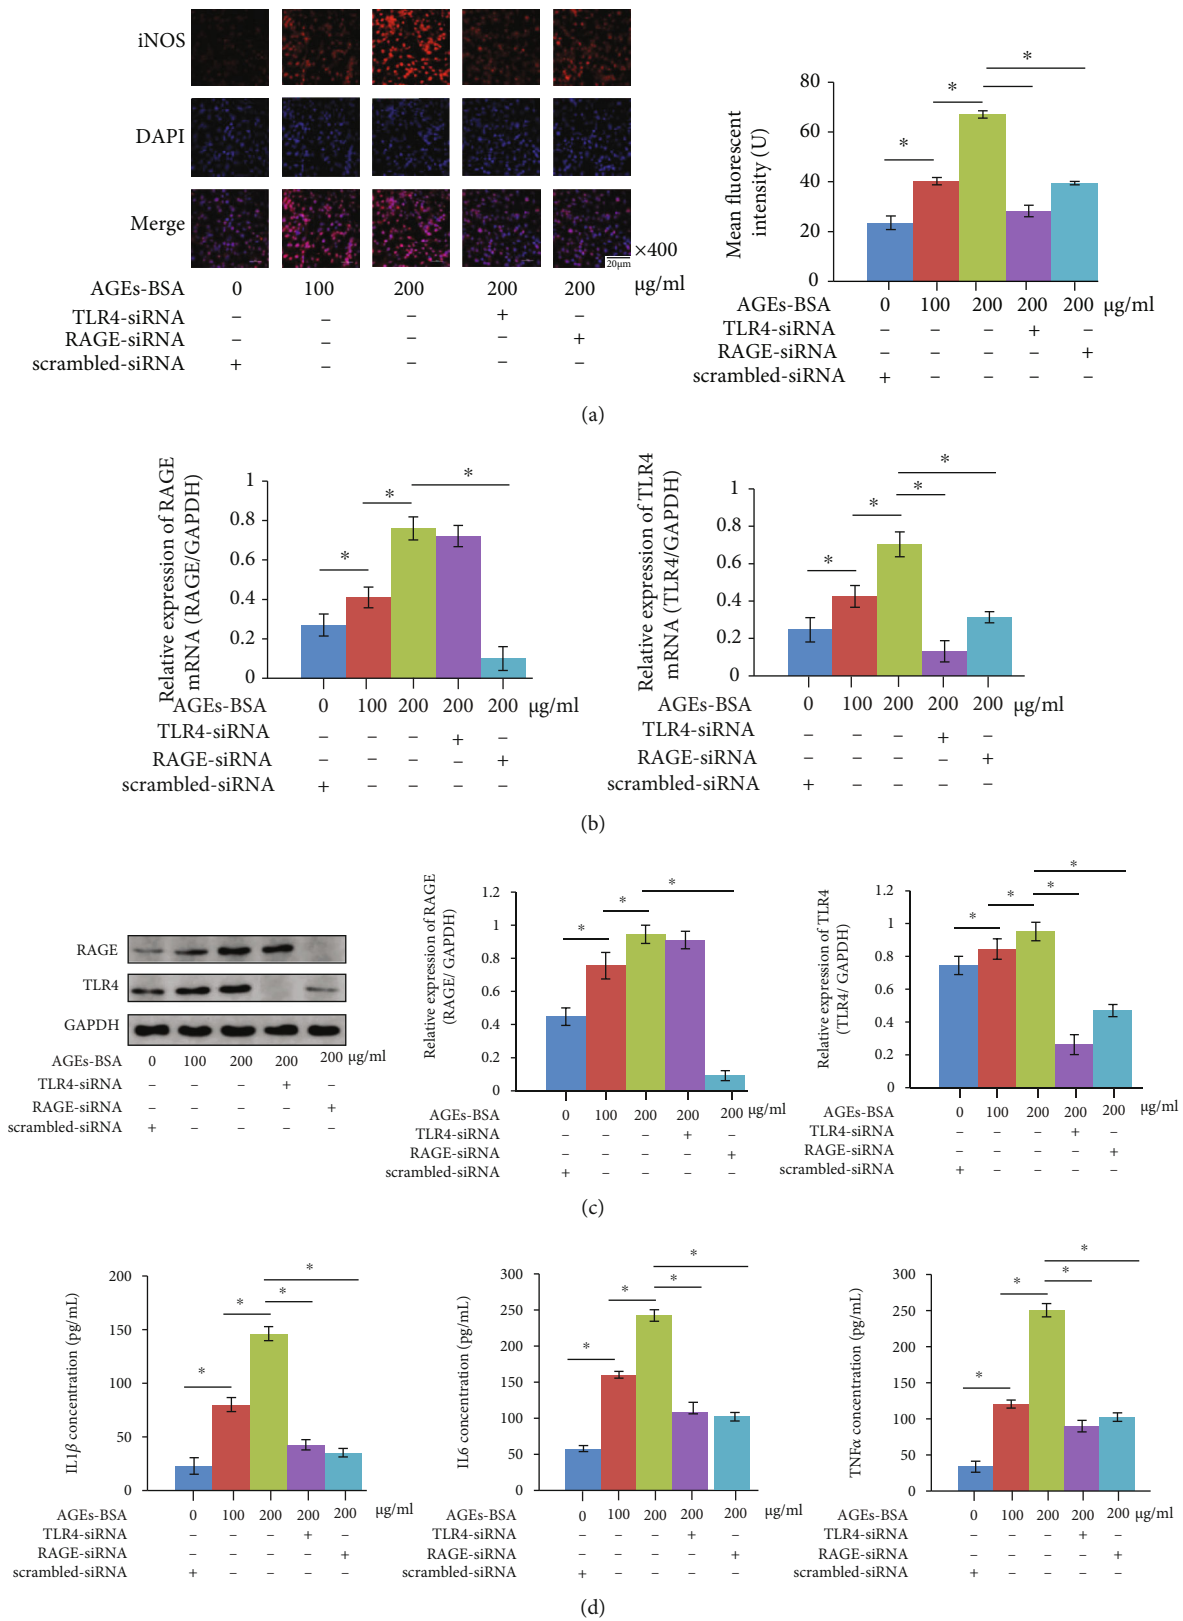 iNOS
DAPI
Merge
×400
20μm
AGEs-BSA 0 100 200 200 200 μg/ml
TLR4-siRNA – – – + –
RAGE-siRNA – – – – +
scrambled-siRNA + – – – –
Mean fluorescent
intensity (U)
80
60
40
20
0
* * * *
AGEs-BSA 0 100 200 200 200 μg/ml
TLR4-siRNA – – – + –
RAGE-siRNA – – – – +
scrambled-siRNA + – – – –
(a)
Relative expression of RAGE
mRNA (RAGE/GAPDH)
1
0.8
0.6
0.4
0.2
0
* * *
AGEs-BSA 0 100 200 200 200 μg/ml
TLR4-siRNA – – – + –
RAGE-siRNA – – – – +
scrambled-siRNA + – – – –
Relative expression of TLR4
mRNA (TLR4/GAPDH)
1
0.8
0.6
0.4
0.2
0
* * * *
AGEs-BSA 0 100 200 200 200 μg/ml
TLR4-siRNA – – – + –
RAGE-siRNA – – – – +
scrambled-siRNA + – – – –
(b)
RAGE
TLR4
GAPDH
AGEs-BSA 0 100 200 200 200 μg/ml
TLR4-siRNA – – – + –
RAGE-siRNA – – – – +
scrambled-siRNA + – – – –
Relative expression of RAGE
(RAGE/ GAPDH)
1.2
1
0.8
0.6
0.4
0.2
0
* * *
AGEs-BSA 0 100 200 200 200 μg/ml
TLR4-siRNA – – – + –
RAGE-siRNA – – – – +
scrambled-siRNA + – – – –
Relative expression of TLR4
(TLR4/ GAPDH)
1.2
1
0.8
0.6
0.4
0.2
0
* * * *
AGEs-BSA 0 100 200 200 200 μg/ml
TLR4-siRNA – – – + –
RAGE-siRNA – – – – +
scrambled-siRNA + – – – –
(c)
IL1β concentration (pg/mL)
200
150
100
50
0
* * * *
AGEs-BSA 0 100 200 200 200 μg/ml
TLR4-siRNA – – – + –
RAGE-siRNA – – – – +
scrambled-siRNA + – – – –
IL6 concentration (pg/mL)
300
250
200
150
100
50
0
* * * *
AGEs-BSA 0 100 200 200 200 μg/ml
TLR4-siRNA – – – + –
RAGE-siRNA – – – – +
scrambled-siRNA + – – – –
TNFα concentration (pg/mL)
300
250
200
150
100
50
0
* * * *
AGEs-BSA 0 100 200 200 200 μg/ml
TLR4-siRNA – – – + –
RAGE-siRNA – – – – +
scrambled-siRNA + – – – –
(d)